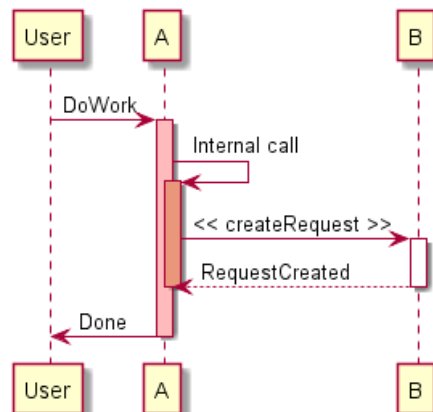 User A B
DoWork
Internal call
<< createRequest >>
RequestCreated
Done
User A B